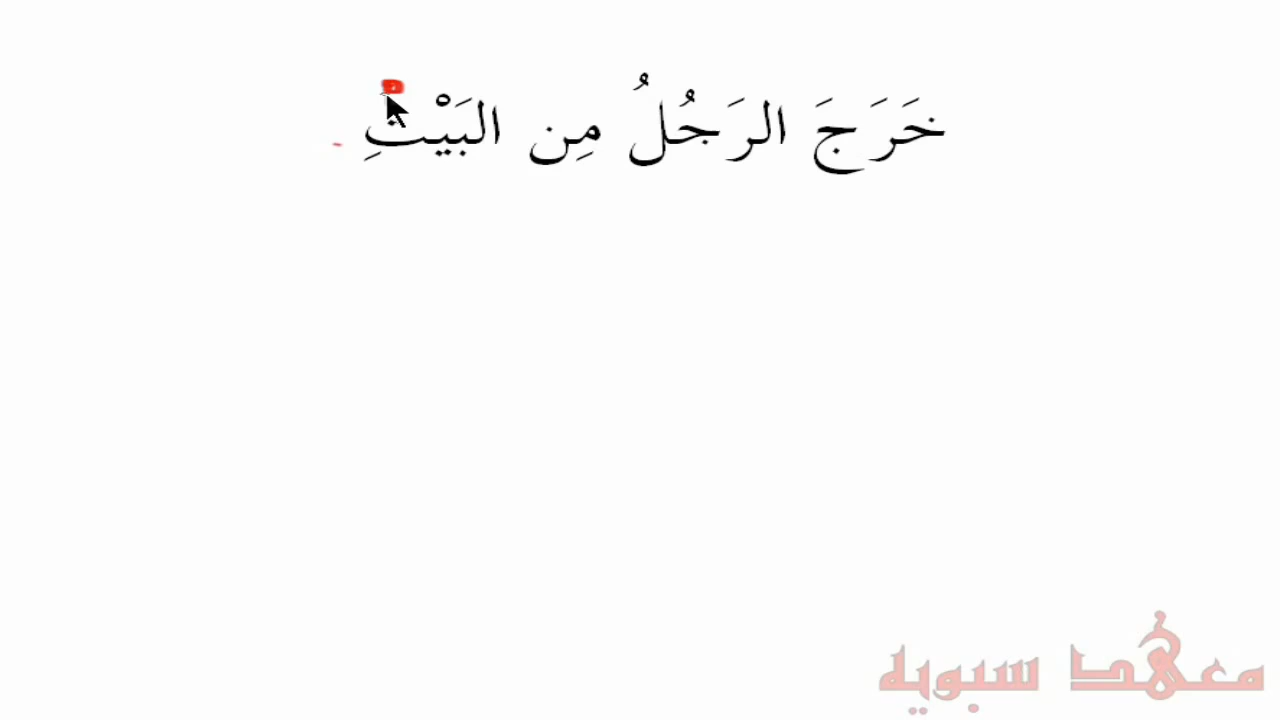 خَرَجَ الرَجُلُ مِن البَيْتِ
معهد سبويه